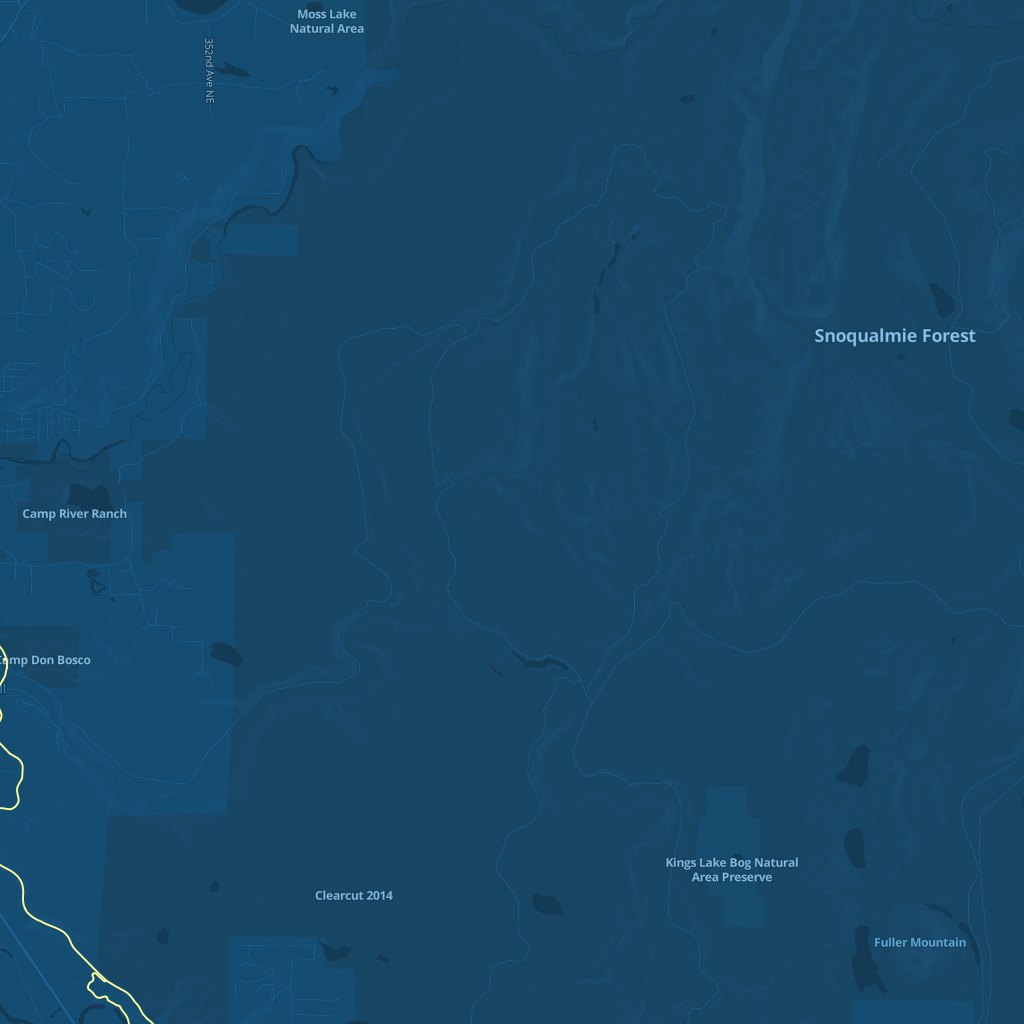 Moss Lake
Natural Area
352nd Ave NE
Snoqualmie Forest
Camp River Ranch
Camp Don Bosco
Kings Lake Bog Natural
Area Preserve
Clearcut 2014
Fuller Mountain